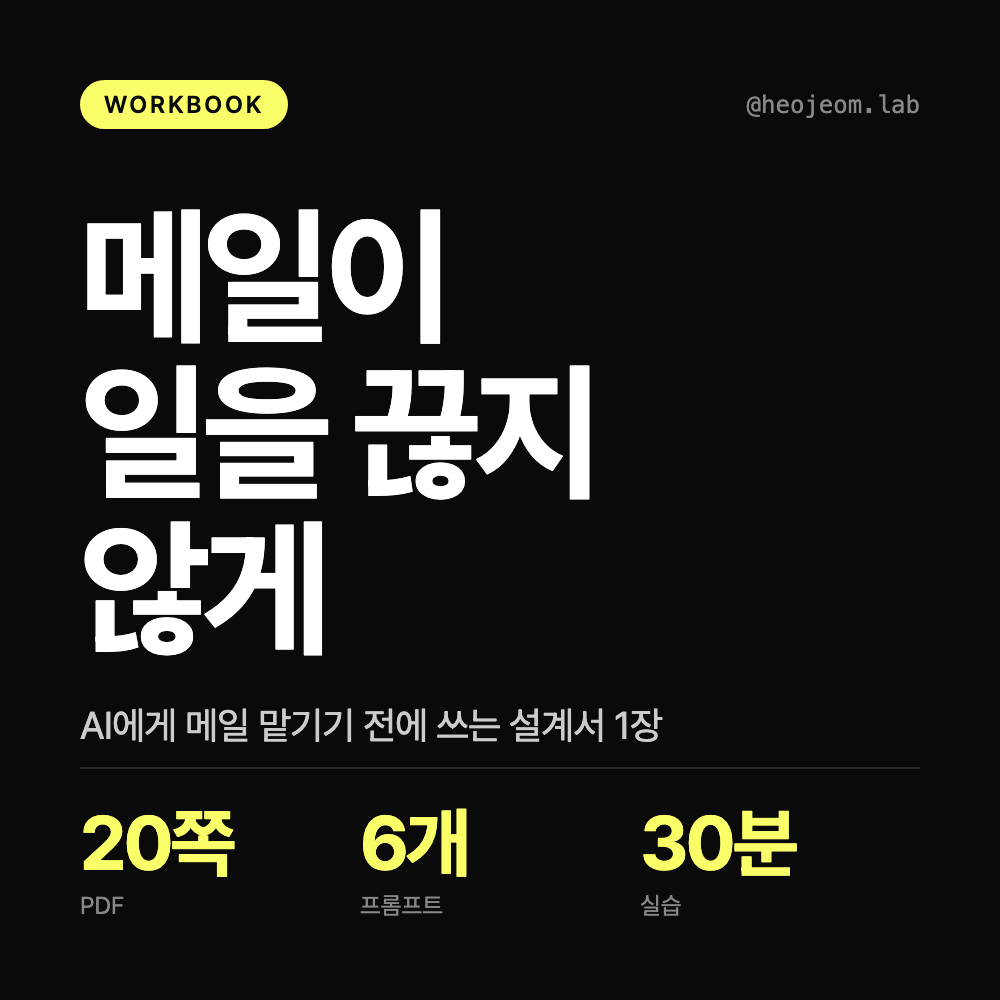 WORKBOOK
@heojeom.lab
메일이
일을 끊지
않게
AI에게 메일 맡기기 전에 쓰는 설계서 1장
20쪽
6개
30분
PDF
프롬프트
실습